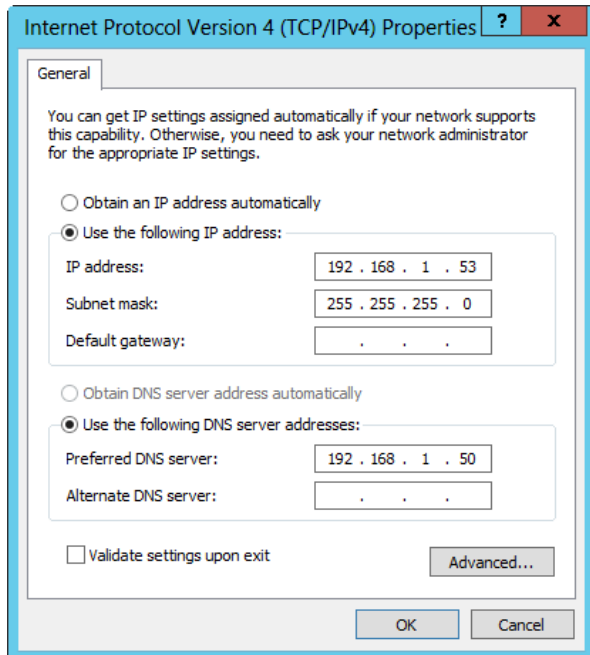 Internet Protocol Version 4 (TCP/IPv4) Properties ? x
General
You can get IP settings assigned automatically if your network supports
this capability. Otherwise, you need to ask your network administrator
for the appropriate IP settings.
Obtain an IP address automatically
Use the following IP address:
IP address: 192 . 168 . 1 . 53
Subnet mask: 255 . 255 . 255 . 0
Default gateway: . . .
Obtain DNS server address automatically
Use the following DNS server addresses:
Preferred DNS server: 192 . 168 . 1 . 50
Alternate DNS server: . . .
Validate settings upon exit Advanced...
OK Cancel